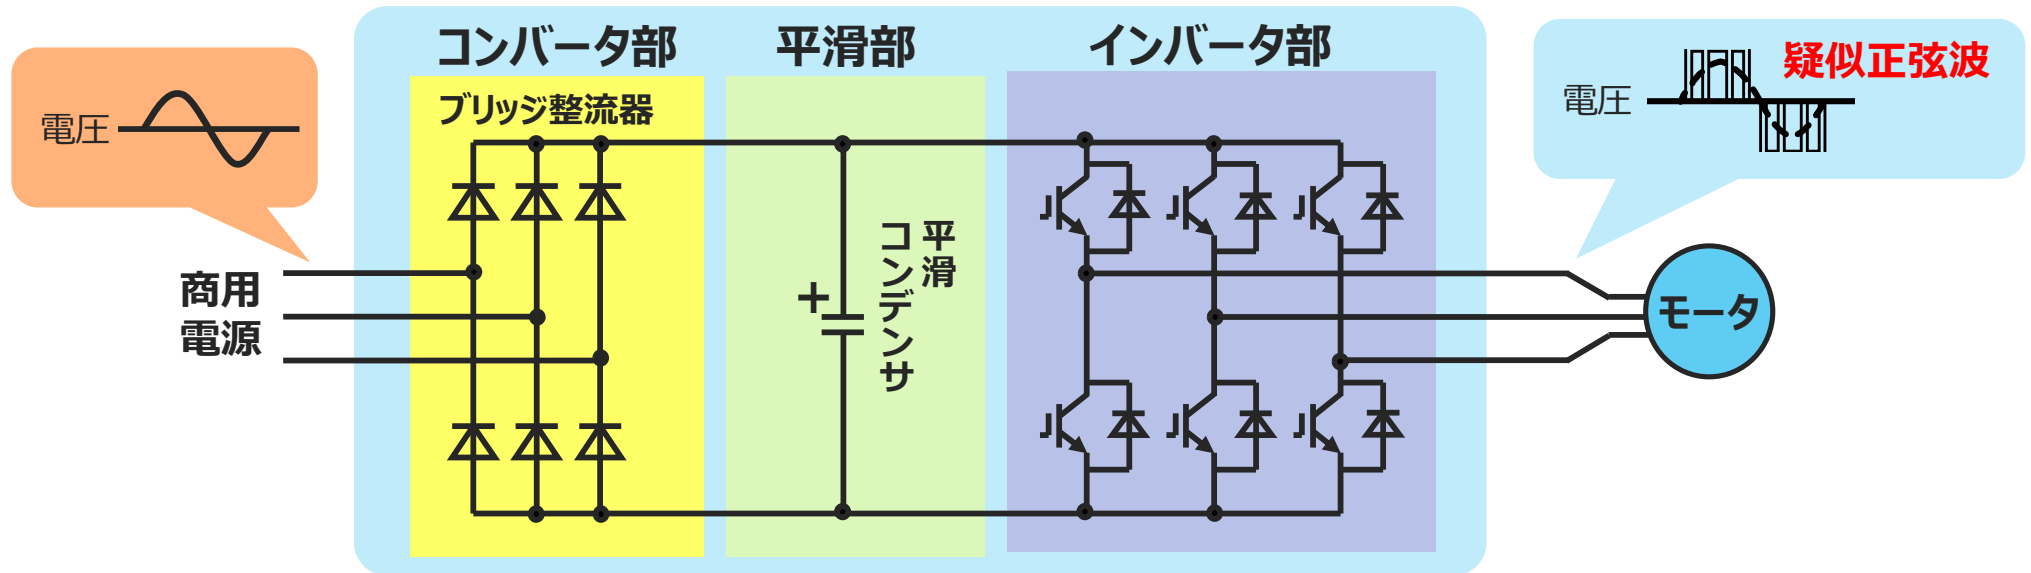 コンバータ部
平滑部
インバータ部
ブリッジ整流器
電圧
商用
電源
+
平滑
コンデンサ
電圧
疑似正弦波
モータ